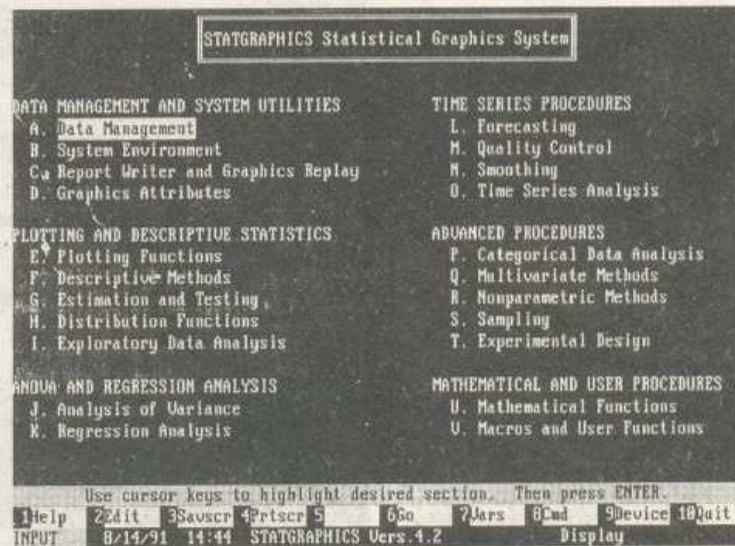 STATGRAPHICS Statistical Graphics System
DATA MANAGEMENT AND SYSTEM UTILITIES
A. Data Management
B. System Environment
C. Report Writer and Graphics Replay
D. Graphics Attributes
PLOTTING AND DESCRIPTIVE STATISTICS
E. Plotting Functions
F. Descriptive Methods
G. Estimation and Testing
H. Distribution Functions
I. Exploratory Data Analysis
ANOVA AND REGRESSION ANALYSIS
J. Analysis of Variance
K. Regression Analysis
TIME SERIES PROCEDURES
L. Forecasting
M. Quality Control
N. Smoothing
O. Time Series Analysis
ADVANCED PROCEDURES
P. Categorical Data Analysis
Q. Multivariate Methods
R. Nonparametric Methods
S. Sampling
T. Experimental Design
MATHEMATICAL AND USER PROCEDURES
U. Mathematical Functions
V. Macros and User Functions
Use cursor keys to highlight desired section. Then press ENTER.
1Help 2Edit 3Savscr 4Prtscr 5 6Go 7Vars 8Cmd 9Device 10Quit
INPUT 8/14/91 14:44 STATGRAPHICS Vers.4.2 Display